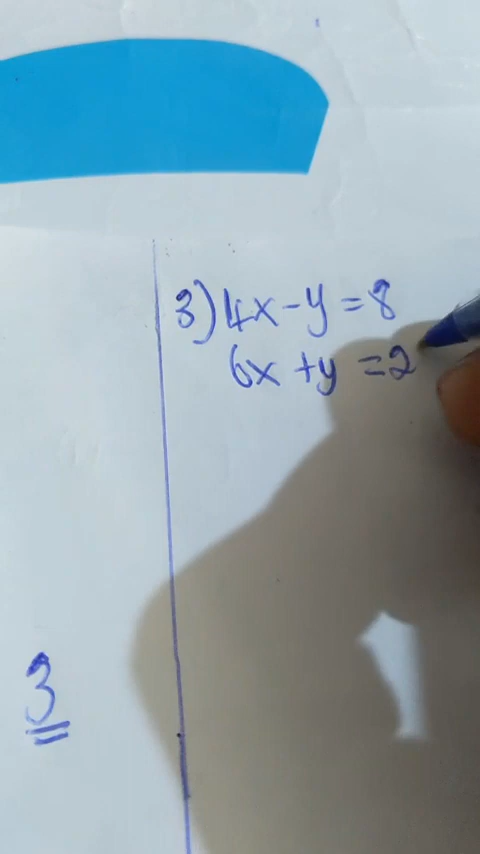 3) 4x - y = 8
6x + y = 2
3